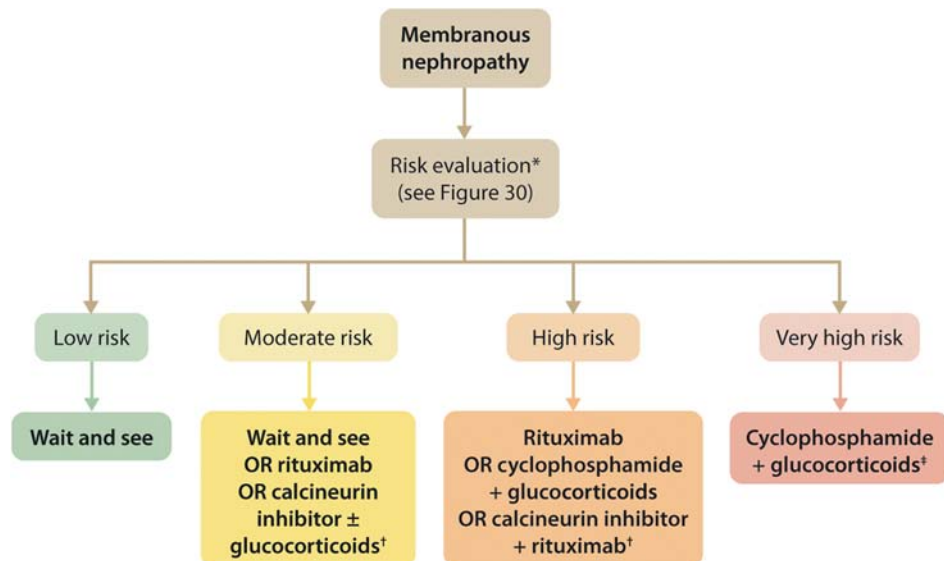 Membranous
nephropathy
Risk evaluation*
(see Figure 30)
Low risk
Moderate risk
High risk
Very high risk
Wait and see
Wait and see
OR rituximab
OR calcineurin
inhibitor ±
glucocorticoids†
Rituximab
OR cyclophosphamide
+ glucocorticoids
OR calcineurin inhibitor
+ rituximab†
Cyclophosphamide
+ glucocorticoids‡